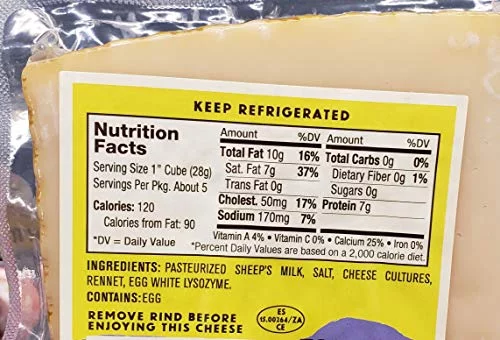 KEEP REFRIGERATED
Nutrition
Facts
Serving Size 1" Cube (28g)
Servings Per Pkg. About 5
Calories: 120
Calories from Fat: 90
*DV = Daily Value
Amount %DV
Total Fat 10g 16%
Sat. Fat 7g 37%
Trans Fat 0g
Cholest. 50mg 17%
Sodium 170mg 7%
Amount %DV
Total Carbs 0g 0%
Dietary Fiber 0g 1%
Sugars 0g
Protein 7g
Vitamin A 4% • Vitamin C 0% • Calcium 25% • Iron 0%
*Percent Daily Values are based on a 2,000 calorie diet.
INGREDIENTS: PASTEURIZED SHEEP'S MILK, SALT, CHEESE CULTURES,
RENNET, EGG WHITE LYSOZYME.
CONTAINS: EGG
REMOVE RIND BEFORE
ENJOYING THIS CHEESE
ES
15.00264/ZA
CE